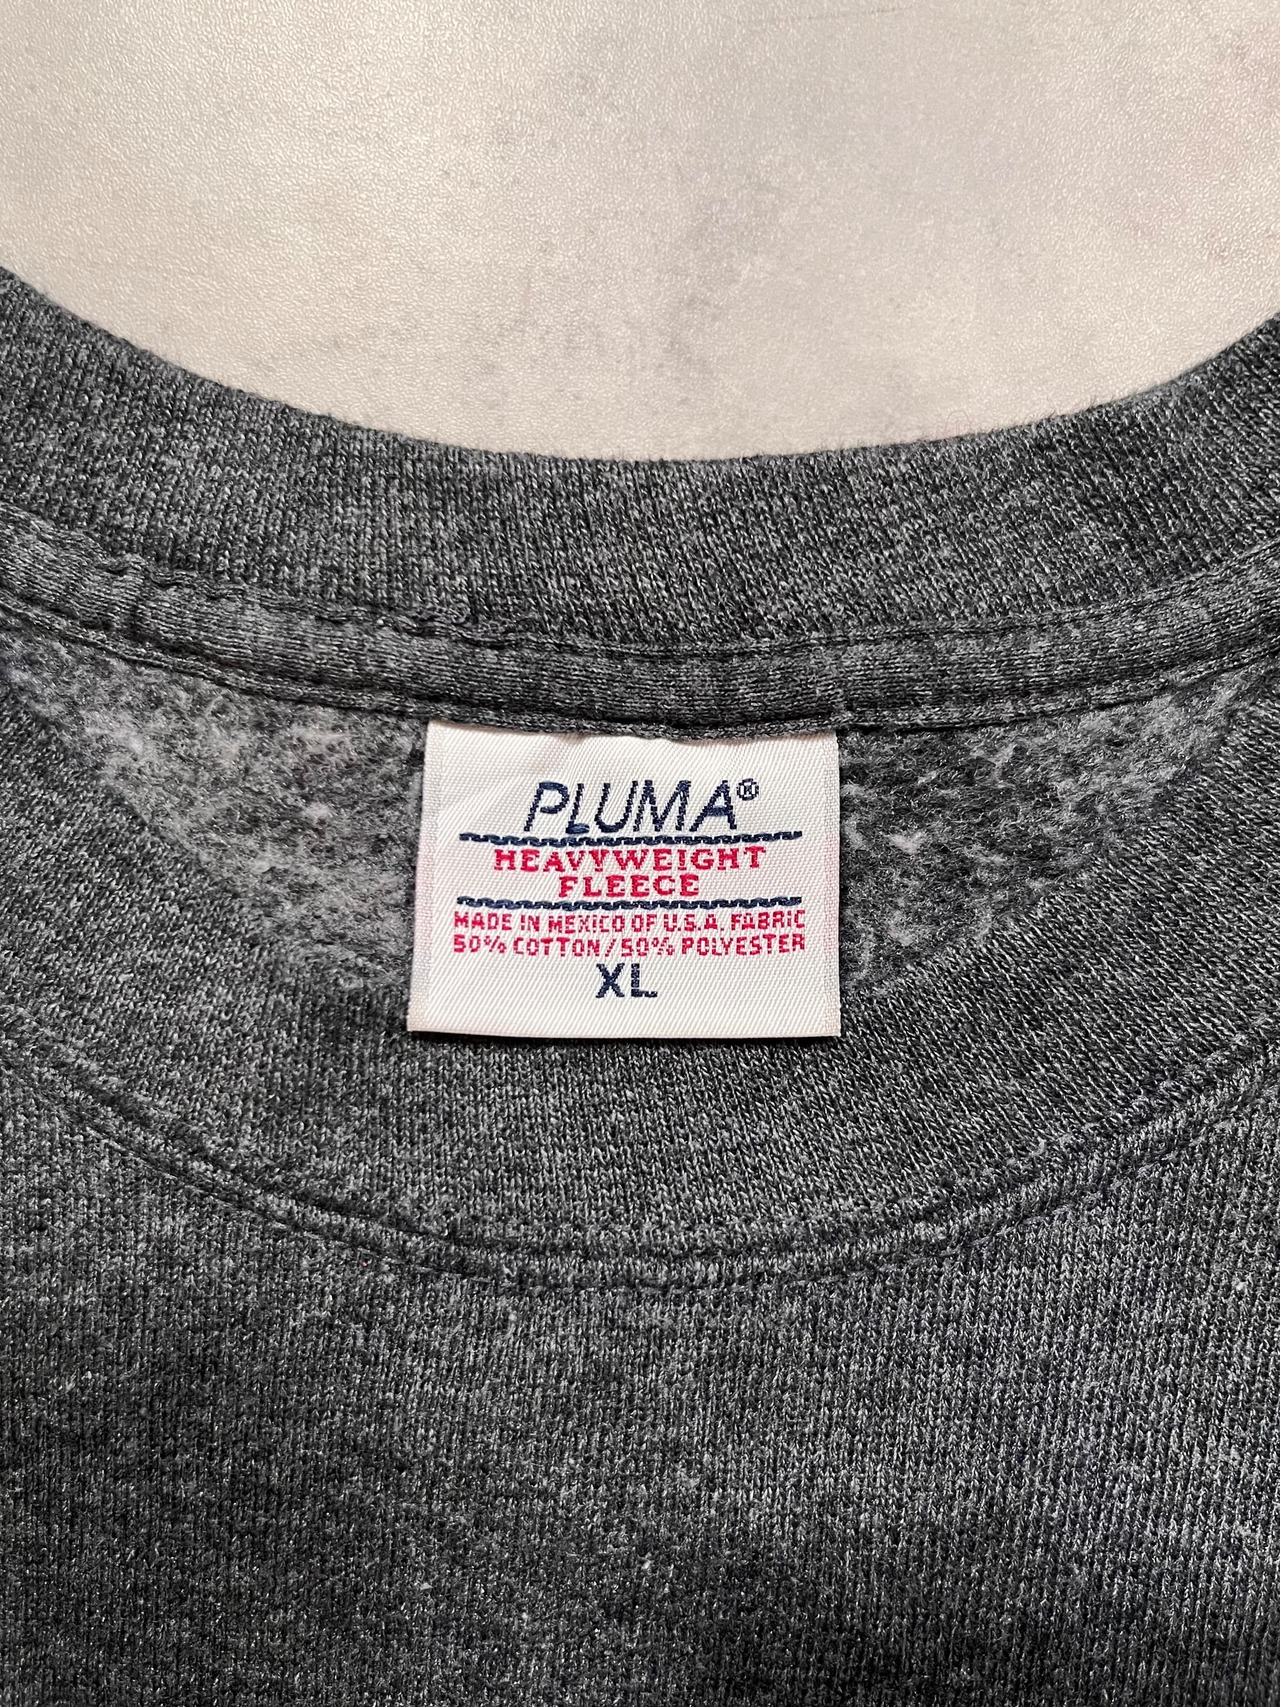 PLUMA®
HEAVYWEIGHT
FLEECE
MADE IN MEXICO OF U.S.A. FABRIC
50% COTTON/50% POLYESTER
XL